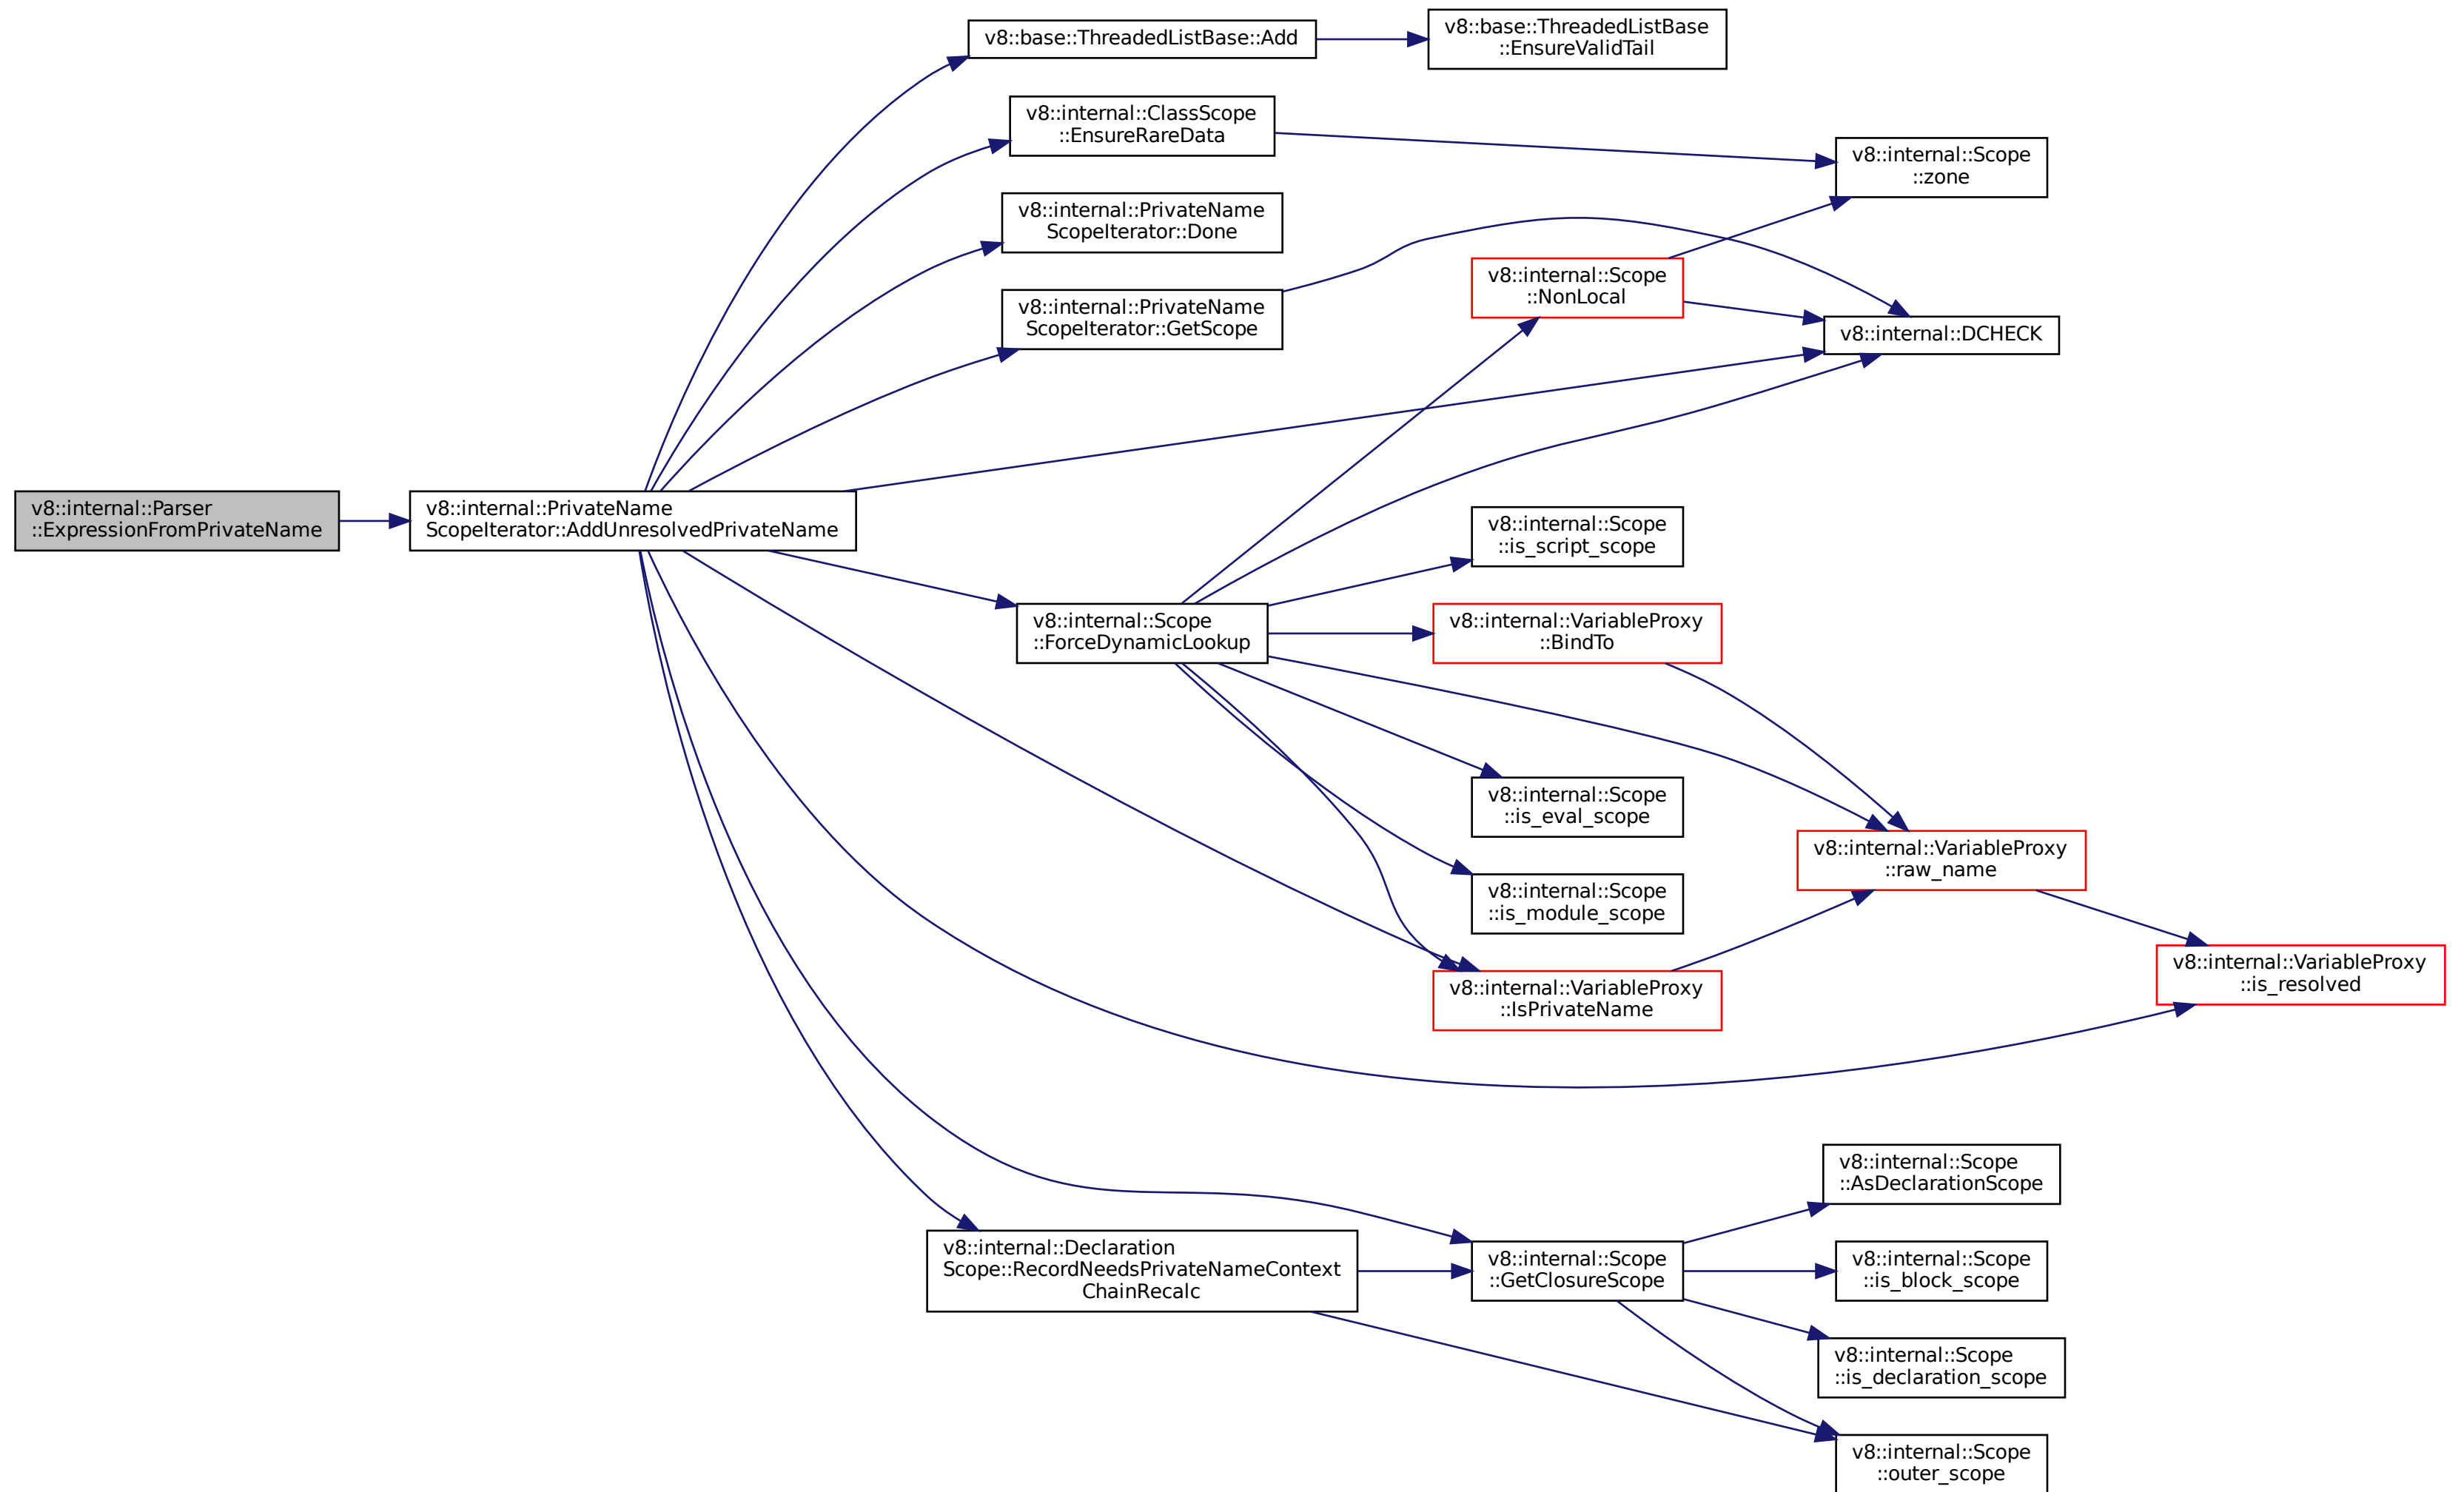 v8::base::ThreadedListBase::Add
v8::base::ThreadedListBase
::EnsureValidTail
v8::internal::ClassScope
::EnsureRareData
v8::internal::Scope
::zone
v8::internal::PrivateName
ScopeIterator::Done
v8::internal::Scope
::NonLocal
v8::internal::PrivateName
ScopeIterator::GetScope
v8::internal::DCHECK
v8::internal::Parser
::ExpressionFromPrivateName
v8::internal::PrivateName
ScopeIterator::AddUnresolvedPrivateName
v8::internal::Scope
::is_script_scope
v8::internal::Scope
::ForceDynamicLookup
v8::internal::VariableProxy
::BindTo
v8::internal::Scope
::is_eval_scope
v8::internal::VariableProxy
::raw_name
v8::internal::Scope
::is_module_scope
v8::internal::VariableProxy
::is_resolved
v8::internal::VariableProxy
::IsPrivateName
v8::internal::Scope
::AsDeclarationScope
v8::internal::Declaration
Scope::RecordNeedsPrivateNameContext
ChainRecalc
v8::internal::Scope
::GetClosureScope
v8::internal::Scope
::is_block_scope
v8::internal::Scope
::is_declaration_scope
v8::internal::Scope
::outer_scope